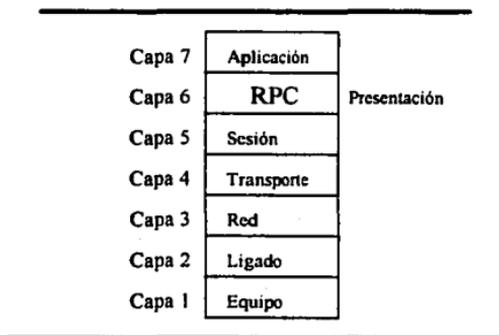 Capa 7 Aplicación
Capa 6 RPC Presentación
Capa 5 Sesión
Capa 4 Transporte
Capa 3 Red
Capa 2 Ligado
Capa 1 Equipo